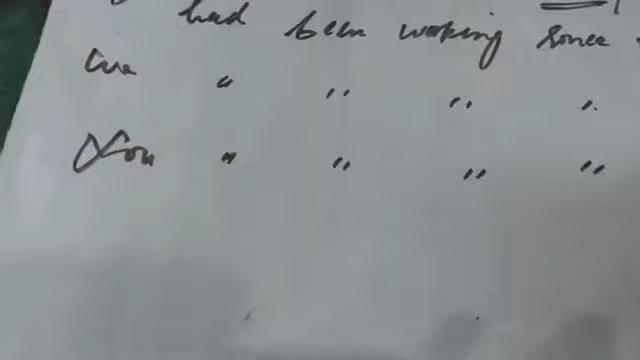 had been working since
we " " " "
You " " " "